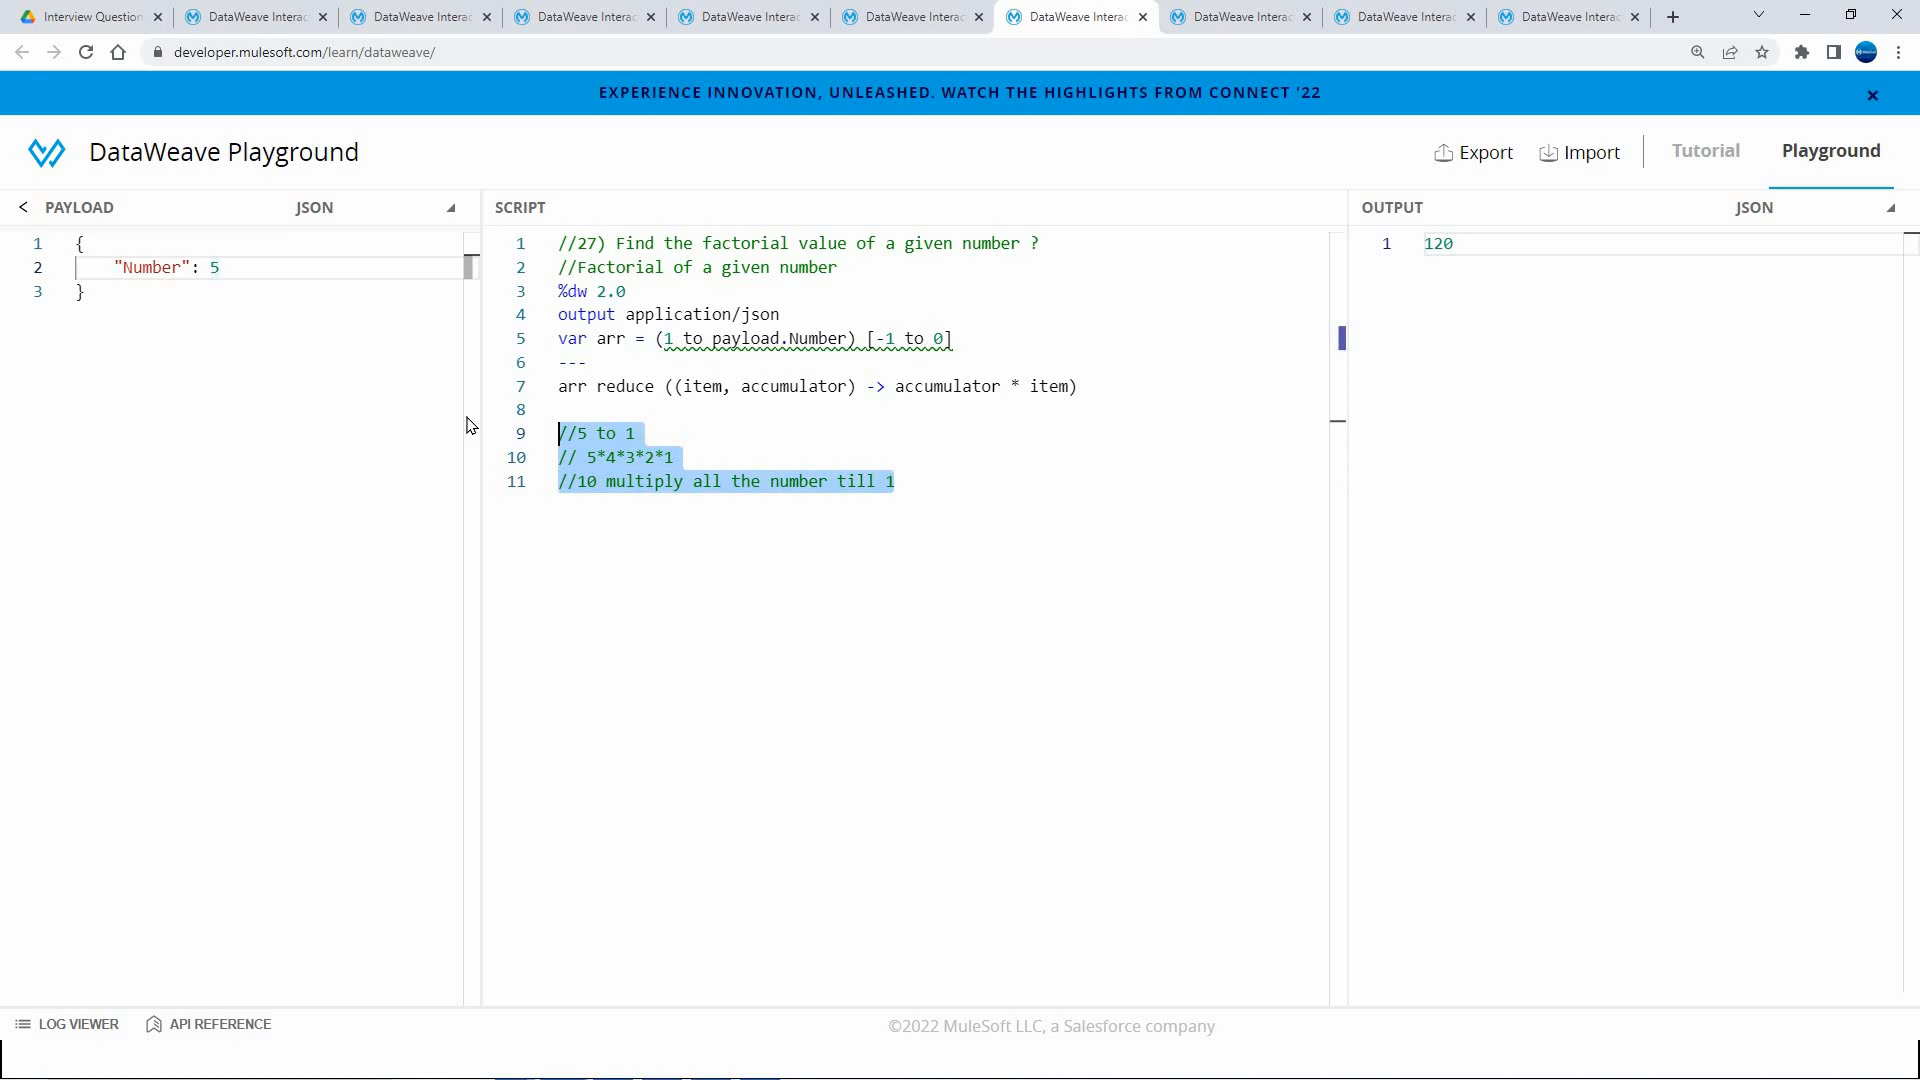 Interview Question
DataWeave Interac
DataWeave Interac
DataWeave Interac
DataWeave Interac
DataWeave Interac
DataWeave Interac
DataWeave Interac
DataWeave Interac
DataWeave Interac
developer.mulesoft.com/learn/dataweave/
EXPERIENCE INNOVATION, UNLEASHED. WATCH THE HIGHLIGHTS FROM CONNECT '22
DataWeave Playground
Export
Import
Tutorial
Playground
PAYLOAD JSON
1 {
2 "Number": 5
3 }
SCRIPT
1 //27) Find the factorial value of a given number ?
2 //Factorial of a given number
3 %dw 2.0
4 output application/json
5 var arr = (1 to payload.Number) [-1 to 0]
6 ---
7 arr reduce ((item, accumulator) -> accumulator * item)
8
9 //5 to 1
10 // 5*4*3*2*1
11 //10 multiply all the number till 1
OUTPUT JSON
1 120
LOG VIEWER
API REFERENCE
©2022 MuleSoft LLC, a Salesforce company